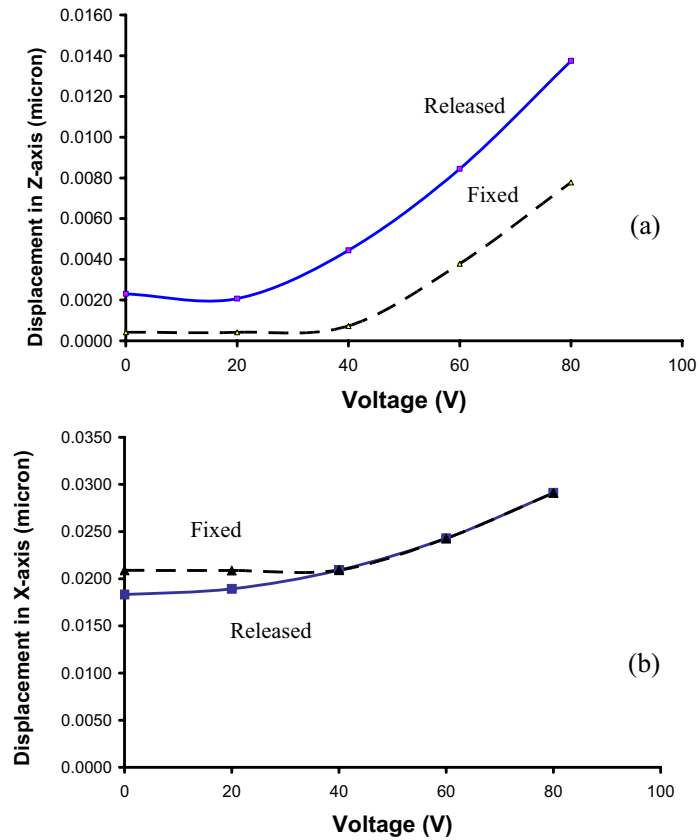 Displacement in Z-axis (micron)
0.0160
0.0140
0.0120
0.0100
0.0080
0.0060
0.0040
0.0020
0.0000
Released
Fixed
(a)
0 20 40 60 80 100
Voltage (V)
Displacement in X-axis (micron)
0.0350
0.0300
0.0250
0.0200
0.0150
0.0100
0.0050
0.0000
Fixed
Released
(b)
0 20 40 60 80 100
Voltage (V)